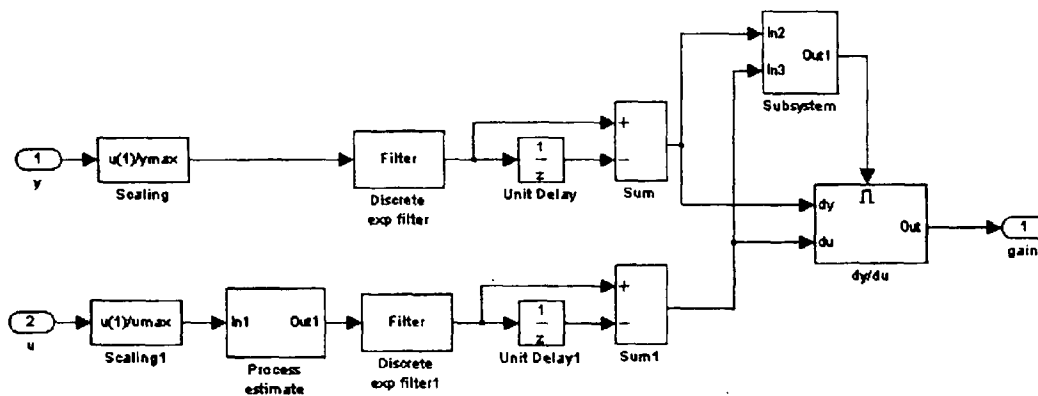 In2
Out1
In3
Subsystem
1
y
u(1)/ymax
Scaling
Filter
Discrete
exp filter
1
z
Unit Delay
+
−
Sum
dy
du
Out
dy/du
1
gain
2
u
u(1)/umax
Scaling1
In1
Out1
Process
estimate
Filter
Discrete
exp filter1
1
z
Unit Delay1
+
−
Sum1